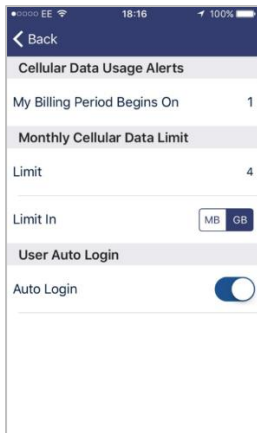 EE 18:16 100%
Back
Cellular Data Usage Alerts
My Billing Period Begins On 1
Monthly Cellular Data Limit
Limit 4
Limit In MB GB
User Auto Login
Auto Login